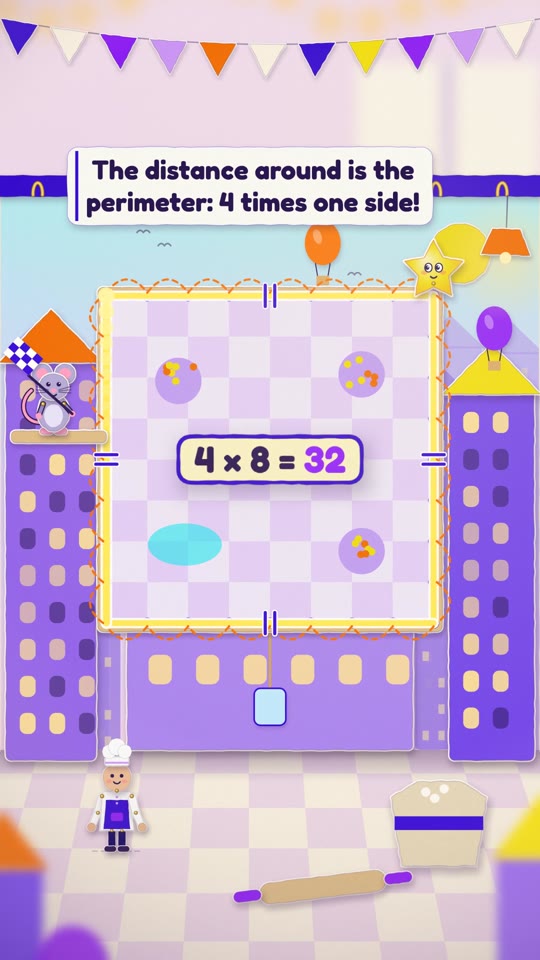 The distance around is the
perimeter: 4 times one side!
4 × 8 = 32